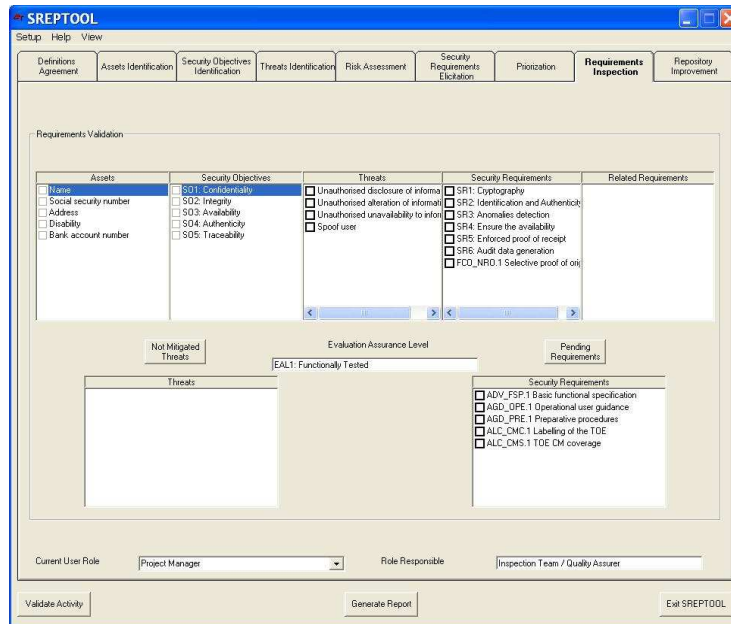 SREPTOOL
Setup Help View
Definitions Agreement
Assets Identification
Security Objectives Identification
Threats Identification
Risk Assessment
Security Requirements Elicitation
Priorization
Requirements Inspection
Repository Improvement
Requirements Validation
Assets
Name
Social security number
Address
Disability
Bank account number
Security Objectives
SO1: Confidentiality
SO2: Integrity
SO3: Availability
SO4: Authenticity
SO5: Traceability
Threats
Unauthorised disclosure of informa
Unauthorised alteration of informati
Unauthorised unavailability to infor
Spoof user
Security Requirements
SR1: Cryptography
SR2: Identification and Authenticity
SR3: Anomalies detection
SR4: Ensure the availability
SR5: Enforced proof of receipt
SR6: Audit data generation
FCO_NRO.1 Selective proof of orig
Related Requirements
Not Mitigated Threats
Evaluation Assurance Level
EAL1: Functionally Tested
Pending Requirements
Threats
Security Requirements
ADV_FSP.1 Basic functional specification
AGD_OPE.1 Operational user guidance
AGD_PRE.1 Preparative procedures
ALC_CMC.1 Labelling of the TOE
ALC_CMS.1 TOE CM coverage
Current User Role
Project Manager
Role Responsible
Inspection Team / Quality Assurer
Validate Activity
Generate Report
Exit SREPTOOL